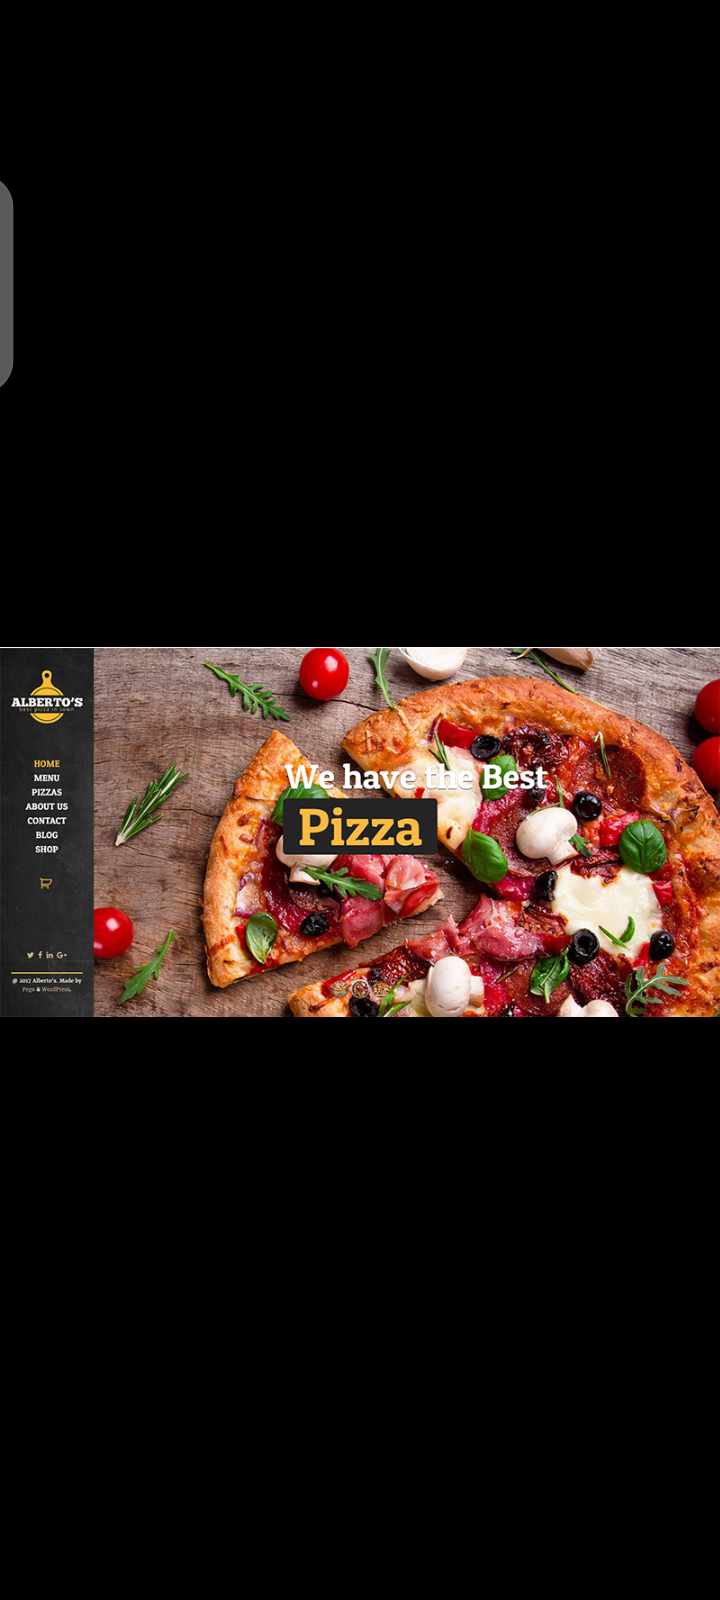 ALBERTO'S
best pizza in town
HOME
MENU
PIZZAS
ABOUT US
CONTACT
BLOG
SHOP
@ 2017 Alberto's. Made by
Pego & WordPress.
We have the Best
Pizza